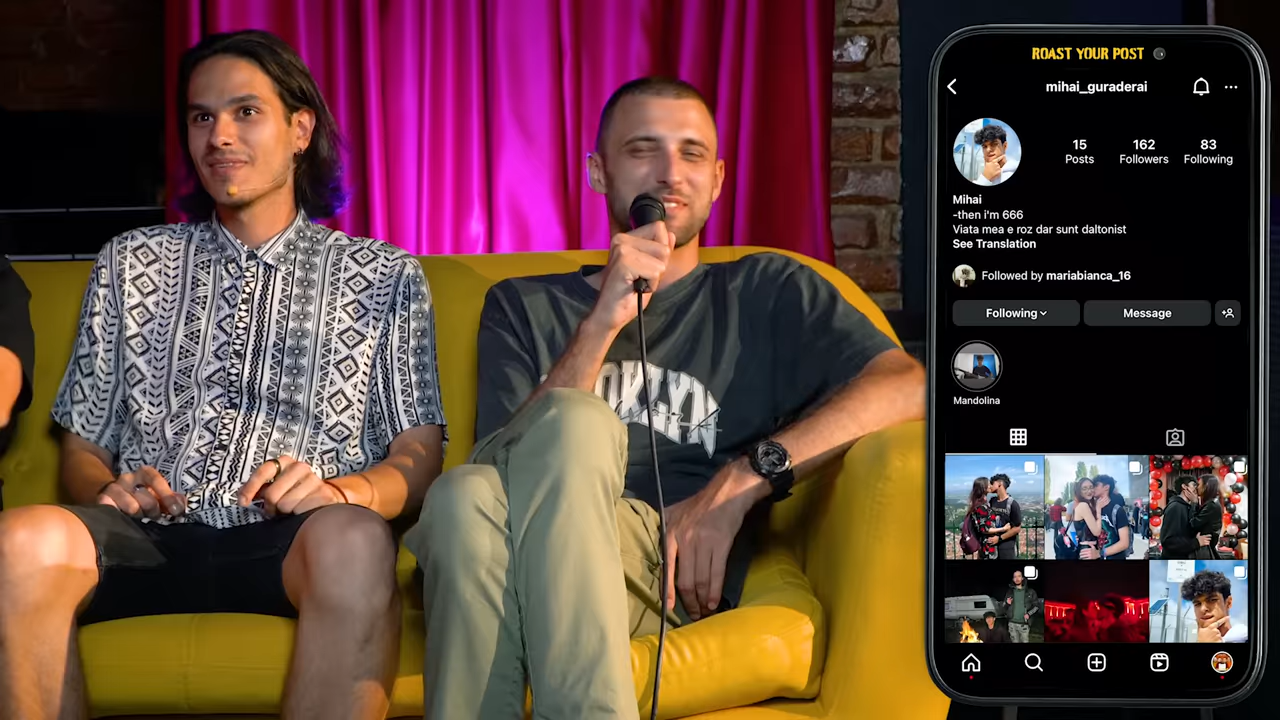 ROAST YOUR POST
mihai_guraderai
15
Posts
162
Followers
83
Following
Mihai
-then i'm 666
Viata mea e roz dar sunt daltonist
See Translation
Followed by mariabianca_16
Following
Message
Mandolina
BROOKLYN